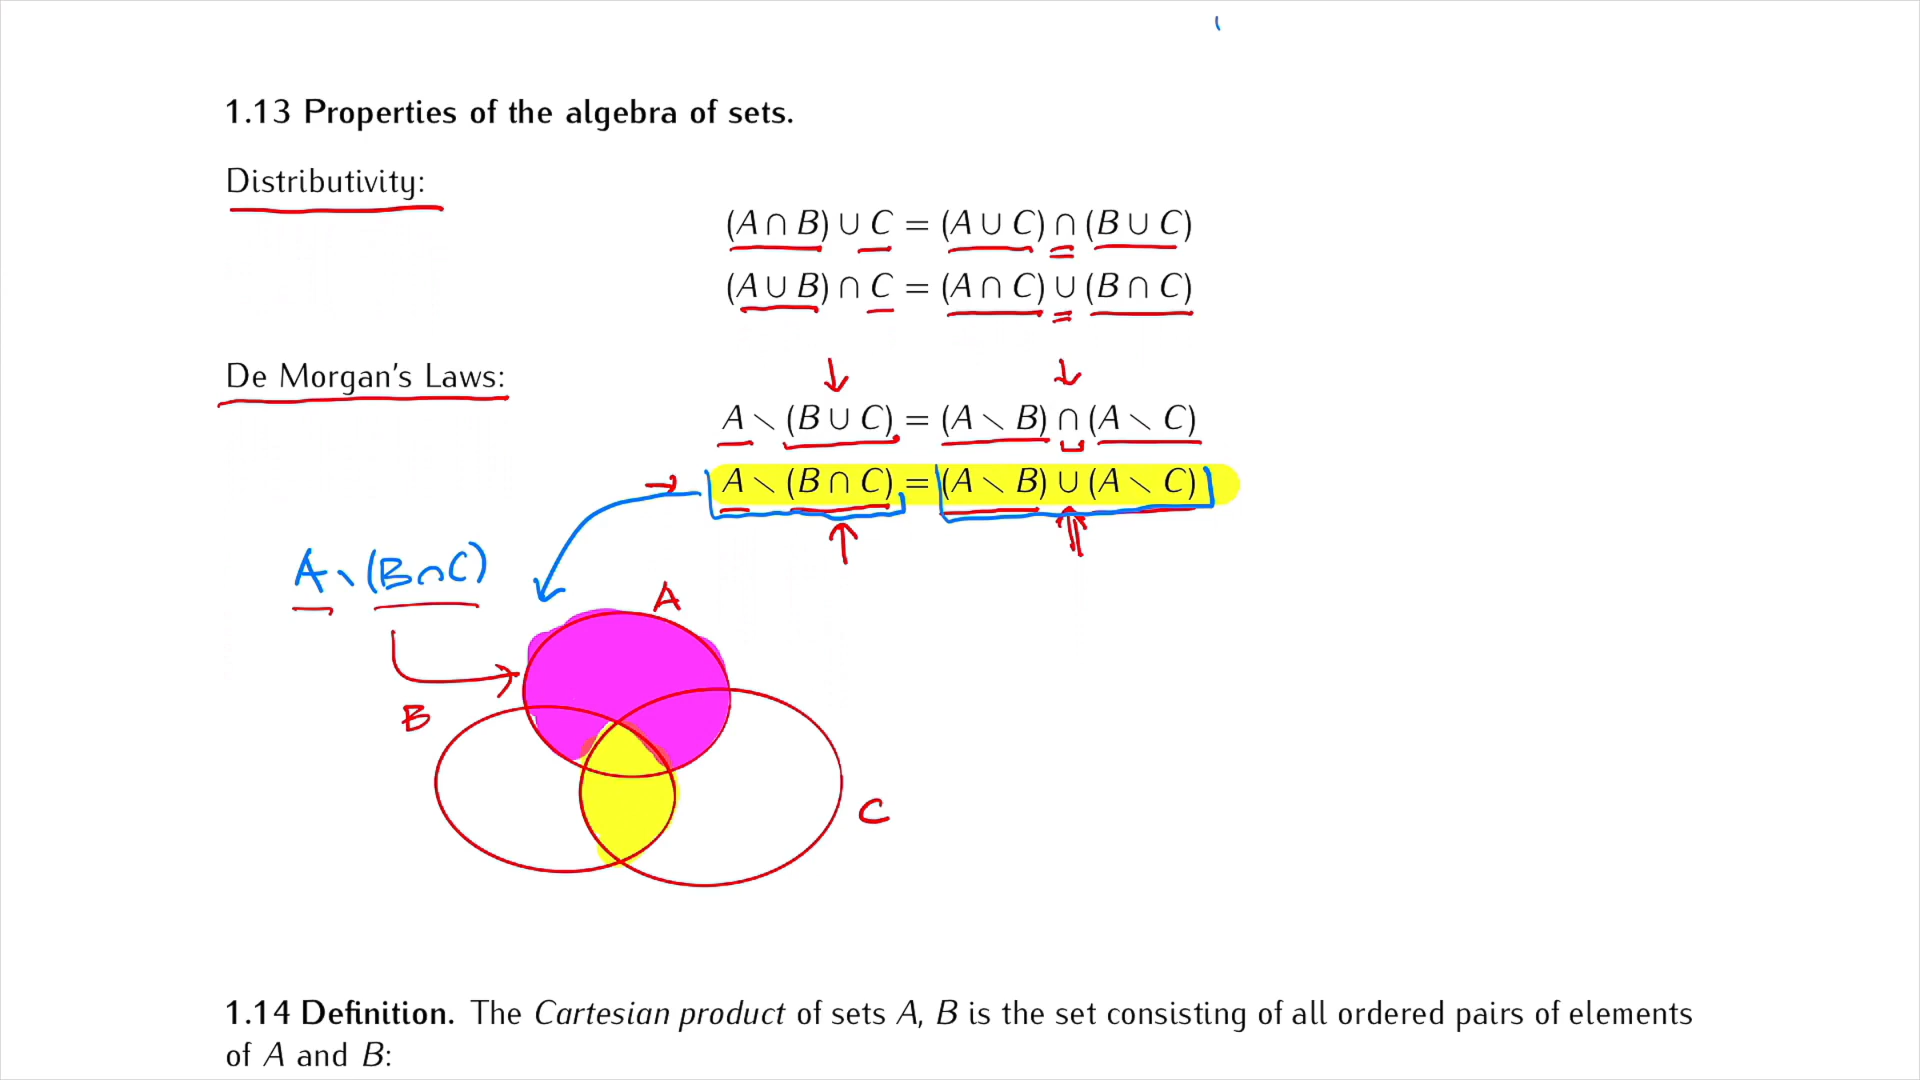 1.13 Properties of the algebra of sets.
Distributivity:
(A ∩ B) ∪ C = (A ∪ C) ∩ (B ∪ C)
(A ∪ B) ∩ C = (A ∩ C) ∪ (B ∩ C)
De Morgan's Laws:
A ∖ (B ∪ C) = (A ∖ B) ∩ (A ∖ C)
A ∖ (B ∩ C) = (A ∖ B) ∪ (A ∖ C)
A ∖ (B ∩ C)
A
B
C
1.14 Definition. The Cartesian product of sets A, B is the set consisting of all ordered pairs of elements
of A and B: